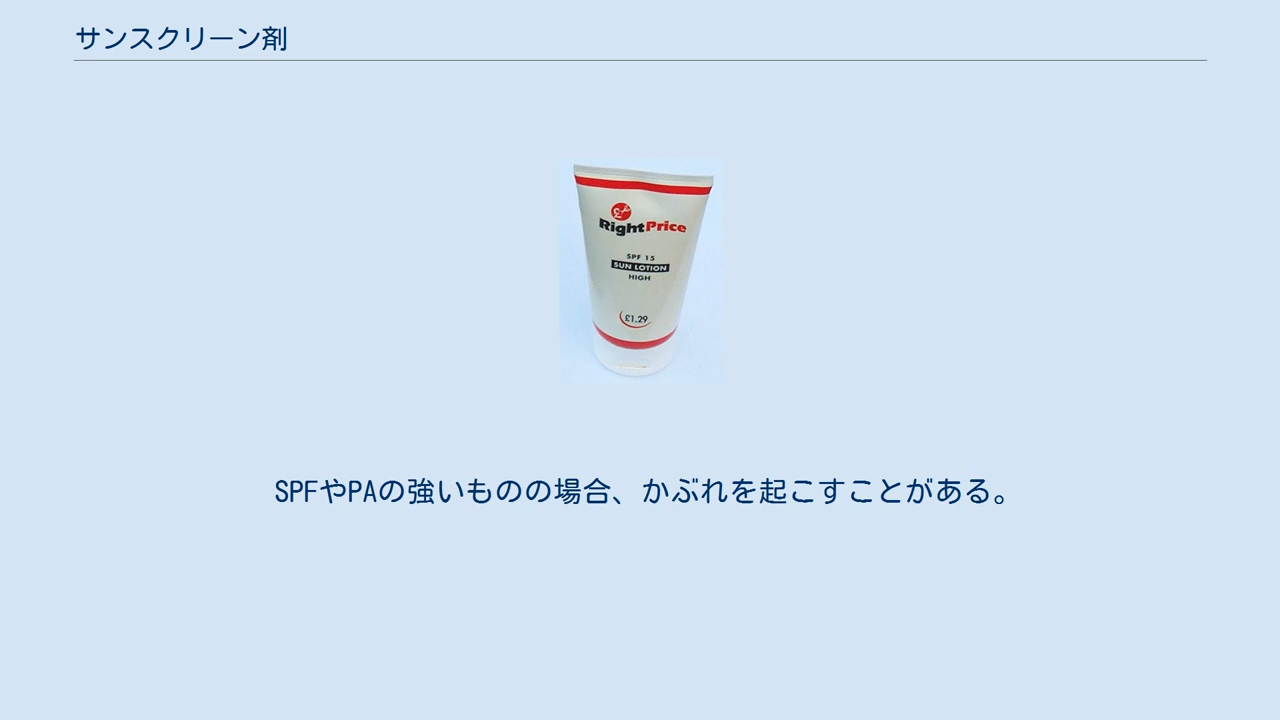 サンスクリーン剤
RightPrice
SPF 15
SUN LOTION
HIGH
£1.29
SPFやPAの強いものの場合、かぶれを起こすことがある。